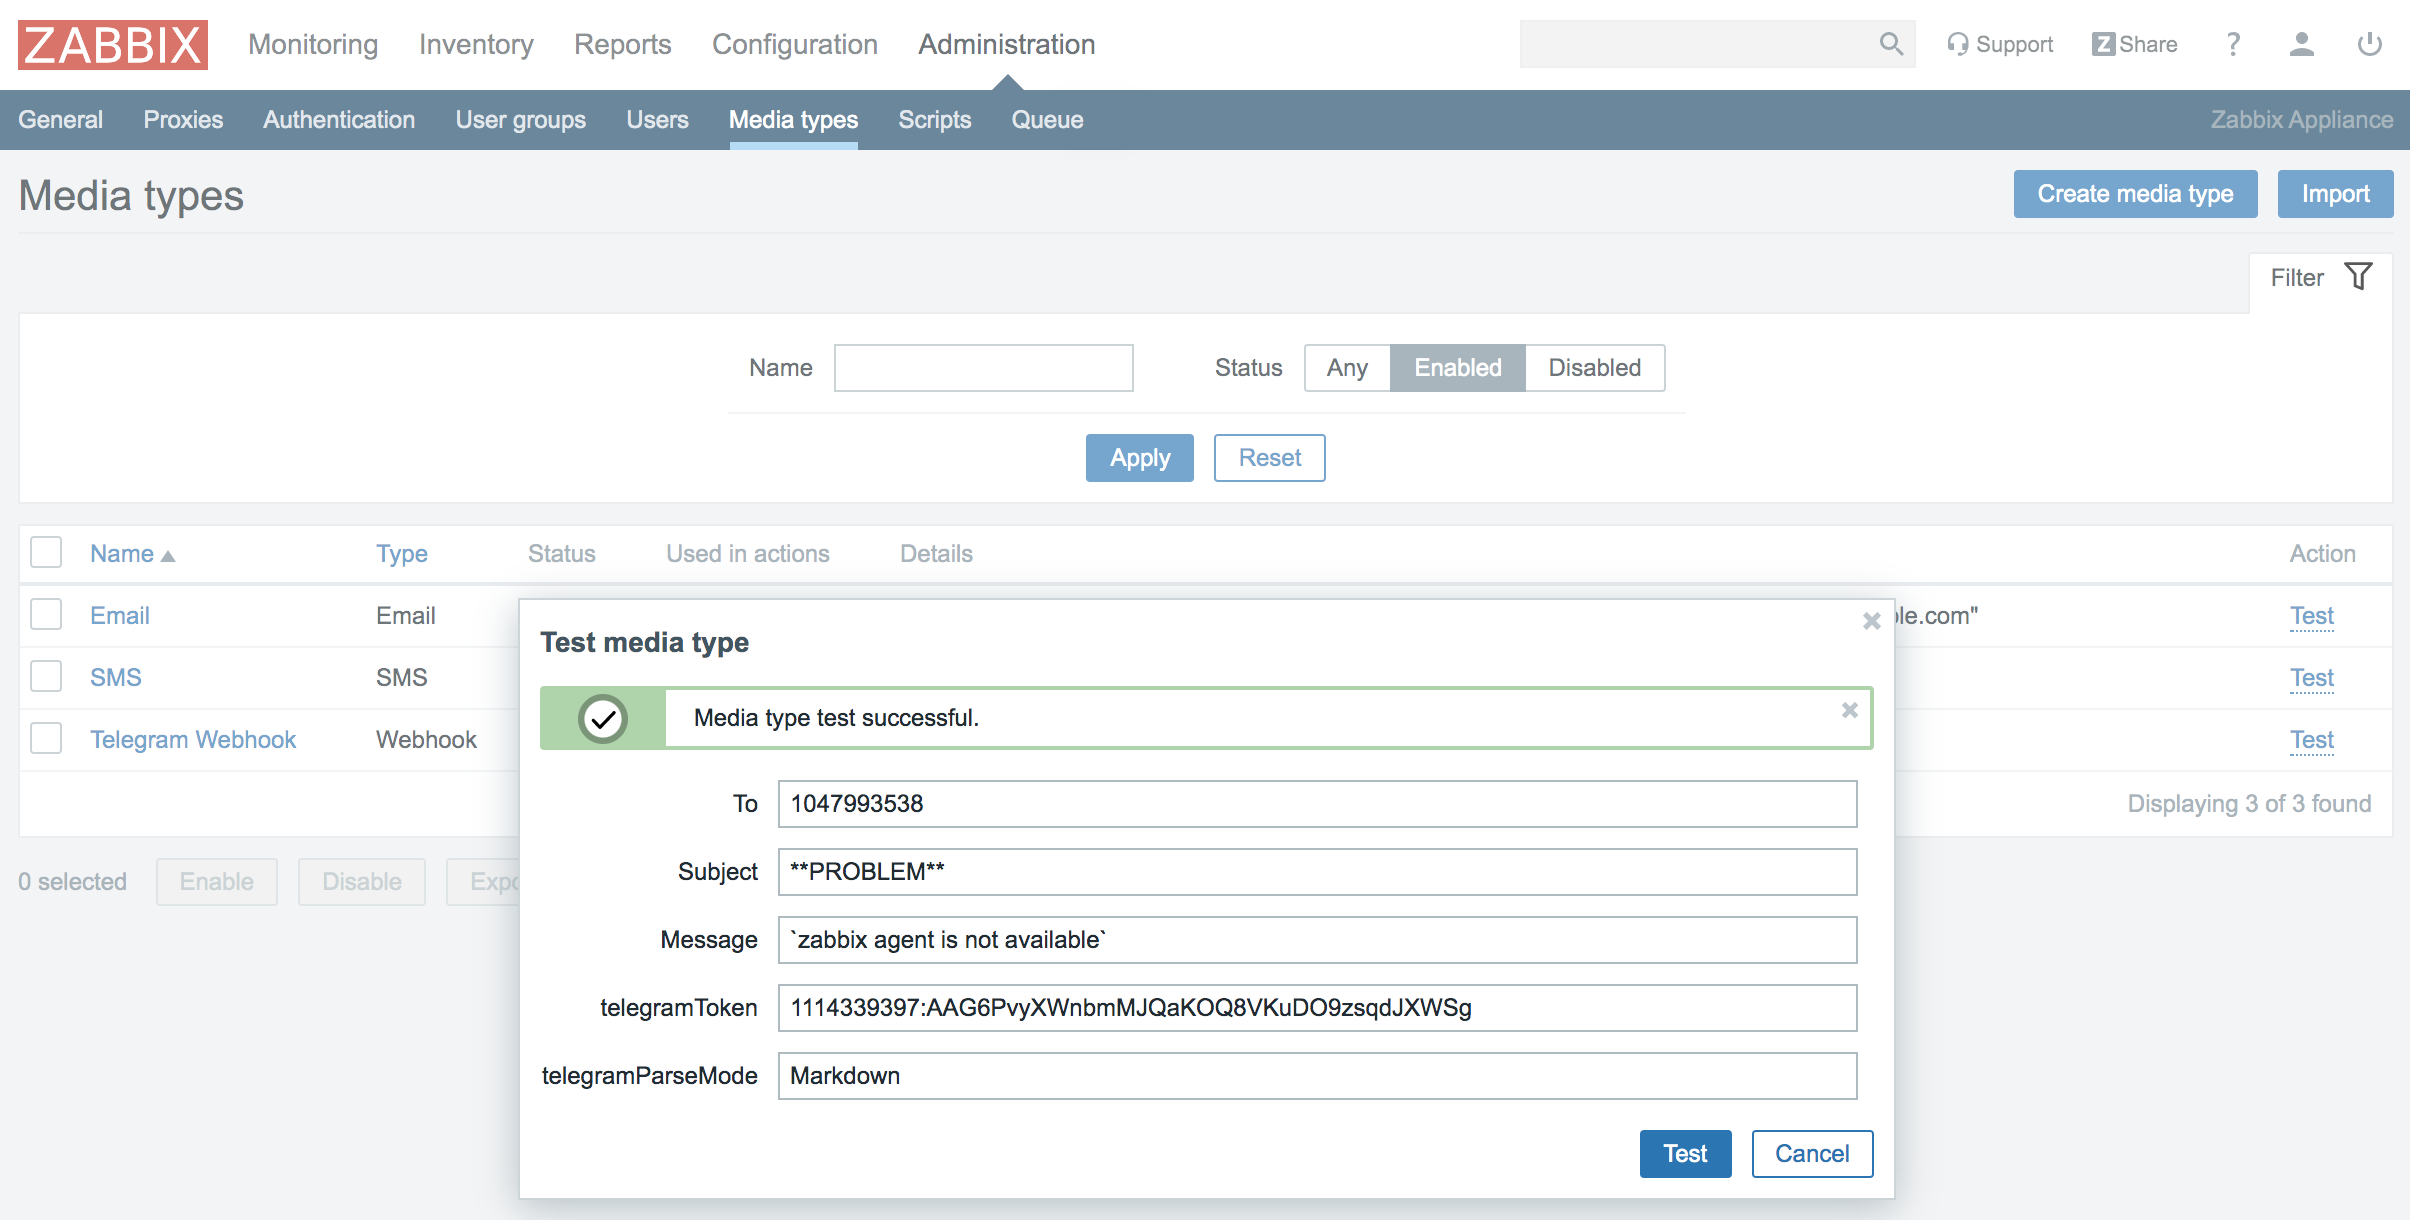 ZABBIX Monitoring Inventory Reports Configuration Administration Support Z Share ?
General Proxies Authentication User groups Users Media types Scripts Queue Zabbix Appliance
Media types Create media type Import
Filter
Name Status Any Enabled Disabled
Apply Reset
Name Type Status Used in actions Details Action
Email Email le.com" Test
SMS SMS Test
Telegram Webhook Webhook Test
Displaying 3 of 3 found
0 selected Enable Disable Expo
Test media type
Media type test successful.
To 1047993538
Subject **PROBLEM**
Message `zabbix agent is not available`
telegramToken 1114339397:AAG6PvyXWnbmMJQaKOQ8VKuDO9zsqdJXWSg
telegramParseMode Markdown
Test Cancel